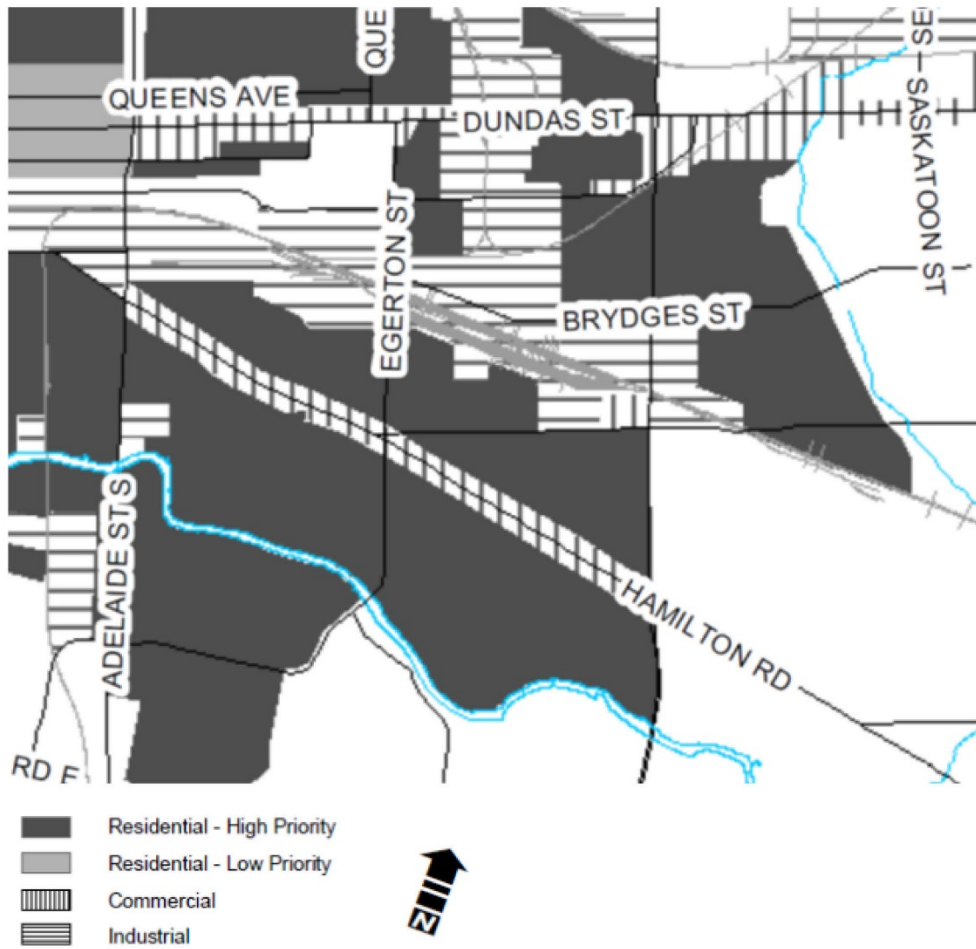 QUE
ES
SASKATOON ST
QUEENS AVE
DUNDAS ST
EGERTON ST
BRYDGES ST
ADELAIDE ST S
HAMILTON RD
RD E
Residential - High Priority
Residential - Low Priority
Commercial
Industrial
N